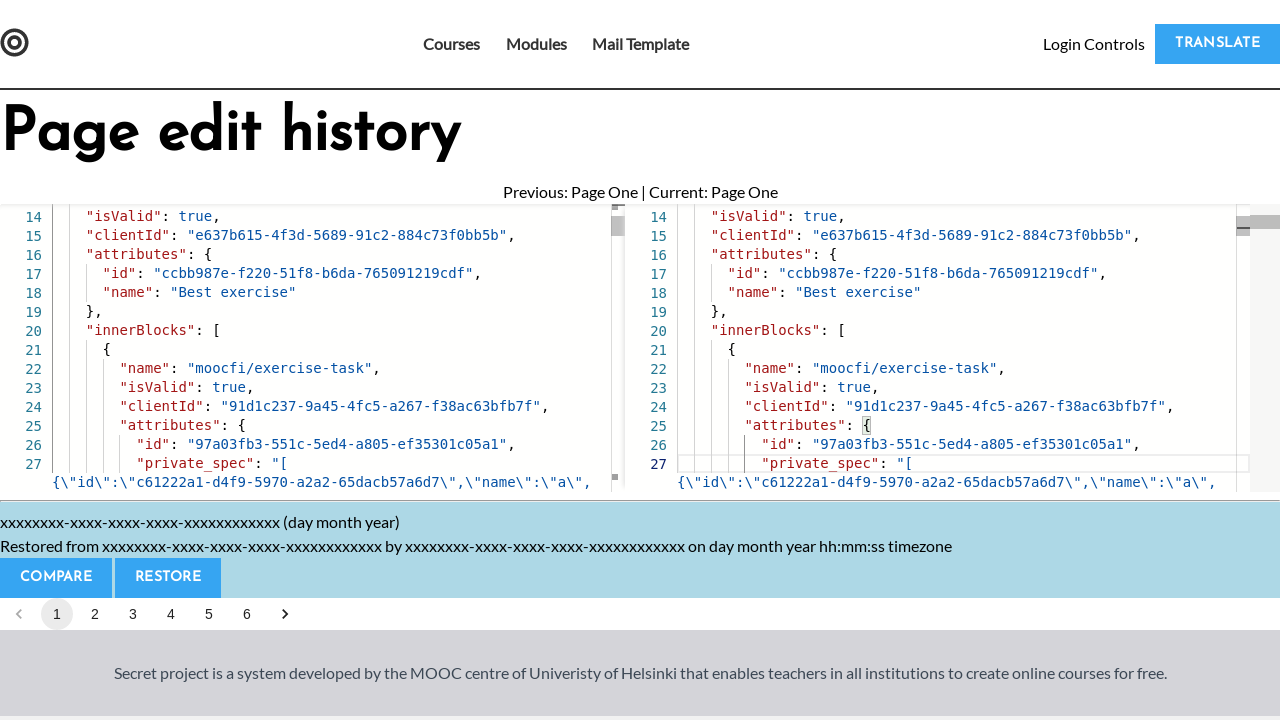 Courses Modules Mail Template Login Controls TRANSLATE
Page edit history
Previous: Page One | Current: Page One
14 "isValid": true, 14 "isValid": true,
15 "clientId": "e637b615-4f3d-5689-91c2-884c73f0bb5b", 15 "clientId": "e637b615-4f3d-5689-91c2-884c73f0bb5b",
16 "attributes": { 16 "attributes": {
17 "id": "ccbb987e-f220-51f8-b6da-765091219cdf", 17 "id": "ccbb987e-f220-51f8-b6da-765091219cdf",
18 "name": "Best exercise" 18 "name": "Best exercise"
19 }, 19 },
20 "innerBlocks": [ 20 "innerBlocks": [
21 { 21 {
22 "name": "moocfi/exercise-task", 22 "name": "moocfi/exercise-task",
23 "isValid": true, 23 "isValid": true,
24 "clientId": "91d1c237-9a45-4fc5-a267-f38ac63bfb7f", 24 "clientId": "91d1c237-9a45-4fc5-a267-f38ac63bfb7f",
25 "attributes": { 25 "attributes": {
26 "id": "97a03fb3-551c-5ed4-a805-ef35301c05a1", 26 "id": "97a03fb3-551c-5ed4-a805-ef35301c05a1",
27 "private_spec": "[ 27 "private_spec": "[
{\"id\":\"c61222a1-d4f9-5970-a2a2-65dacb57a6d7\",\"name\":\"a\", {\"id\":\"c61222a1-d4f9-5970-a2a2-65dacb57a6d7\",\"name\":\"a\",
xxxxxxxx-xxxx-xxxx-xxxx-xxxxxxxxxxxx (day month year)
Restored from xxxxxxxx-xxxx-xxxx-xxxx-xxxxxxxxxxxx by xxxxxxxx-xxxx-xxxx-xxxx-xxxxxxxxxxxx on day month year hh:mm:ss timezone
COMPARE RESTORE
1 2 3 4 5 6
Secret project is a system developed by the MOOC centre of Univeristy of Helsinki that enables teachers in all institutions to create online courses for free.